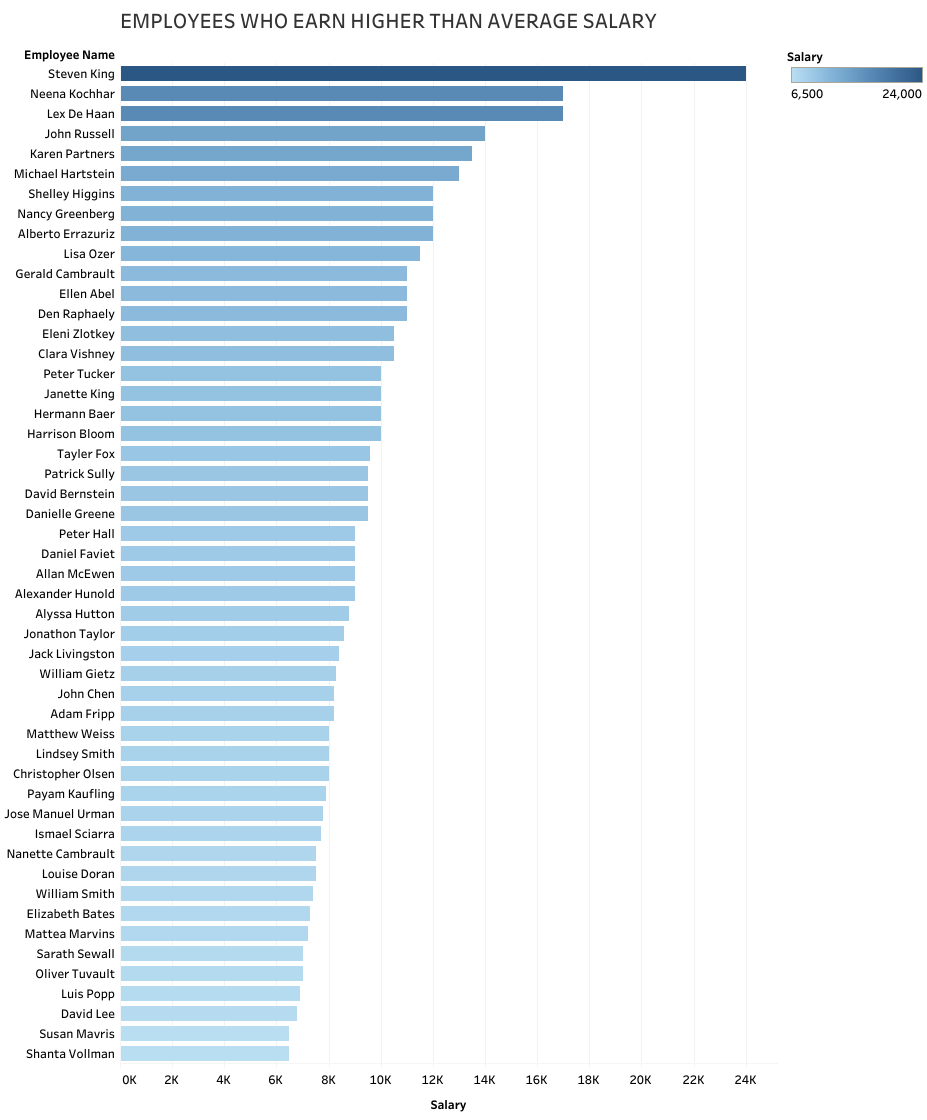 EMPLOYEES WHO EARN HIGHER THAN AVERAGE SALARY
Employee Name
Steven King
Neena Kochhar
Lex De Haan
John Russell
Karen Partners
Michael Hartstein
Shelley Higgins
Nancy Greenberg
Alberto Errazuriz
Lisa Ozer
Gerald Cambrault
Ellen Abel
Den Raphaely
Eleni Zlotkey
Clara Vishney
Peter Tucker
Janette King
Hermann Baer
Harrison Bloom
Tayler Fox
Patrick Sully
David Bernstein
Danielle Greene
Peter Hall
Daniel Faviet
Allan McEwen
Alexander Hunold
Alyssa Hutton
Jonathon Taylor
Jack Livingston
William Gietz
John Chen
Adam Fripp
Matthew Weiss
Lindsey Smith
Christopher Olsen
Payam Kaufling
Jose Manuel Urman
Ismael Sciarra
Nanette Cambrault
Louise Doran
William Smith
Elizabeth Bates
Mattea Marvins
Sarath Sewall
Oliver Tuvault
Luis Popp
David Lee
Susan Mavris
Shanta Vollman
0K 2K 4K 6K 8K 10K 12K 14K 16K 18K 20K 22K 24K
Salary
Salary
6,500 24,000